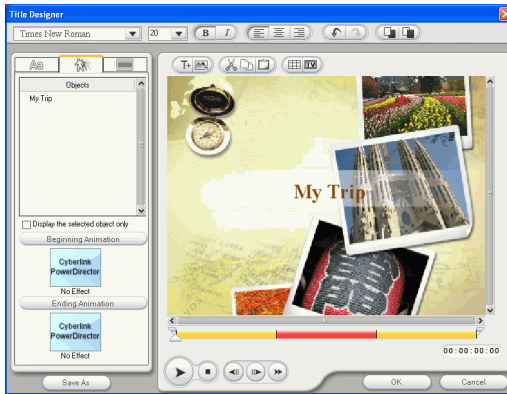 Title Designer
Times New Roman
20
B
I
Aa
T+
TV
Objects
My Trip
Display the selected object only
Beginning Animation
Cyberlink
PowerDirector
No Effect
Ending Animation
Cyberlink
PowerDirector
No Effect
Save As
My Trip
00:00:00:00
OK
Cancel